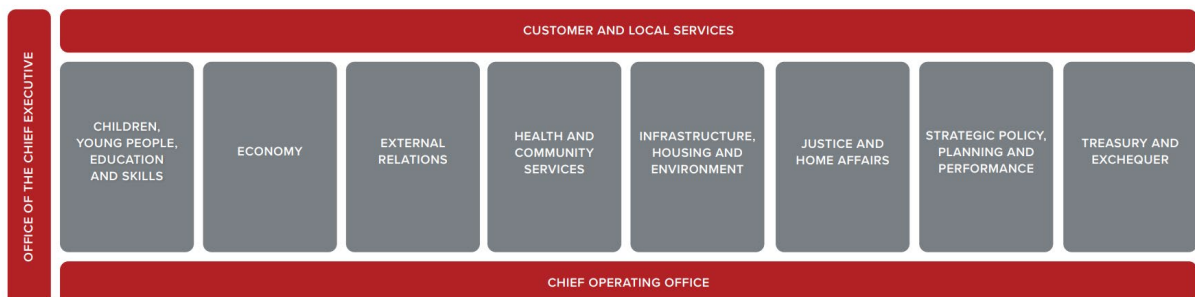 OFFICE OF THE CHIEF EXECUTIVE
CUSTOMER AND LOCAL SERVICES
CHILDREN,
YOUNG PEOPLE,
EDUCATION
AND SKILLS
ECONOMY
EXTERNAL
RELATIONS
HEALTH AND
COMMUNITY
SERVICES
INFRASTRUCTURE,
HOUSING AND
ENVIRONMENT
JUSTICE AND
HOME AFFAIRS
STRATEGIC POLICY,
PLANNING AND
PERFORMANCE
TREASURY AND
EXCHEQUER
CHIEF OPERATING OFFICE